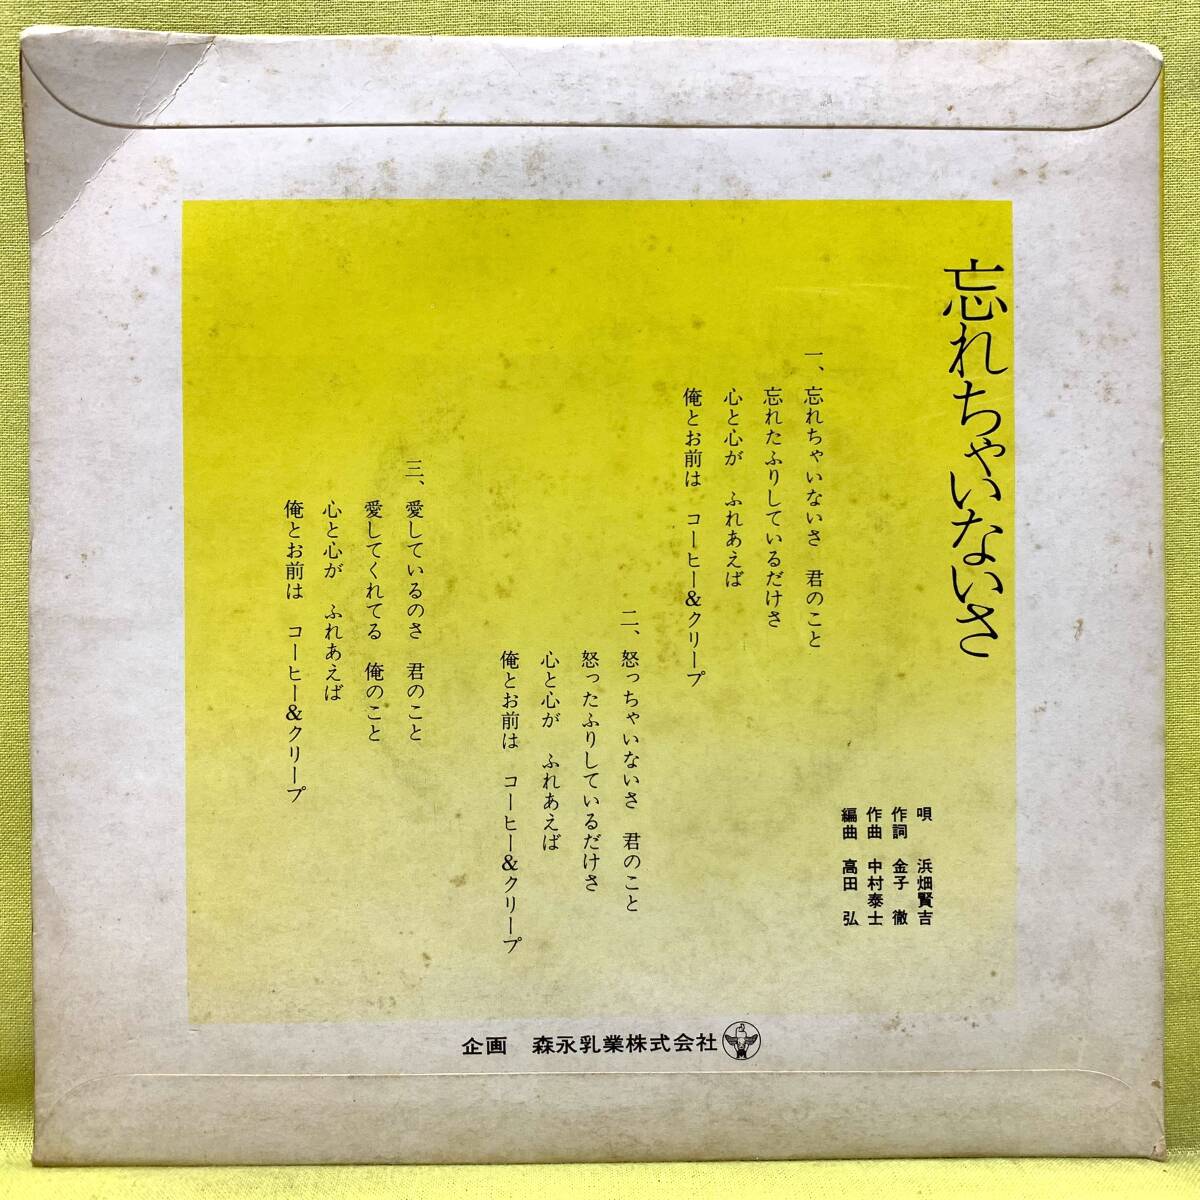 忘れちゃいないさ
唄　浜畑賢吉
作詞　金子　徹
作曲　中村泰士
編曲　高田　弘
一、忘れちゃいないさ　君のこと
忘れたふりしているだけさ
心と心が　ふれあえば
俺とお前は　コーヒー&クリープ
二、怒っちゃいないさ　君のこと
怒ったふりしているだけさ
心と心が　ふれあえば
俺とお前は　コーヒー&クリープ
三、愛しているのさ　君のこと
愛してくれてる　俺のこと
心と心が　ふれあえば
俺とお前は　コーヒー&クリープ
企画　森永乳業株式会社